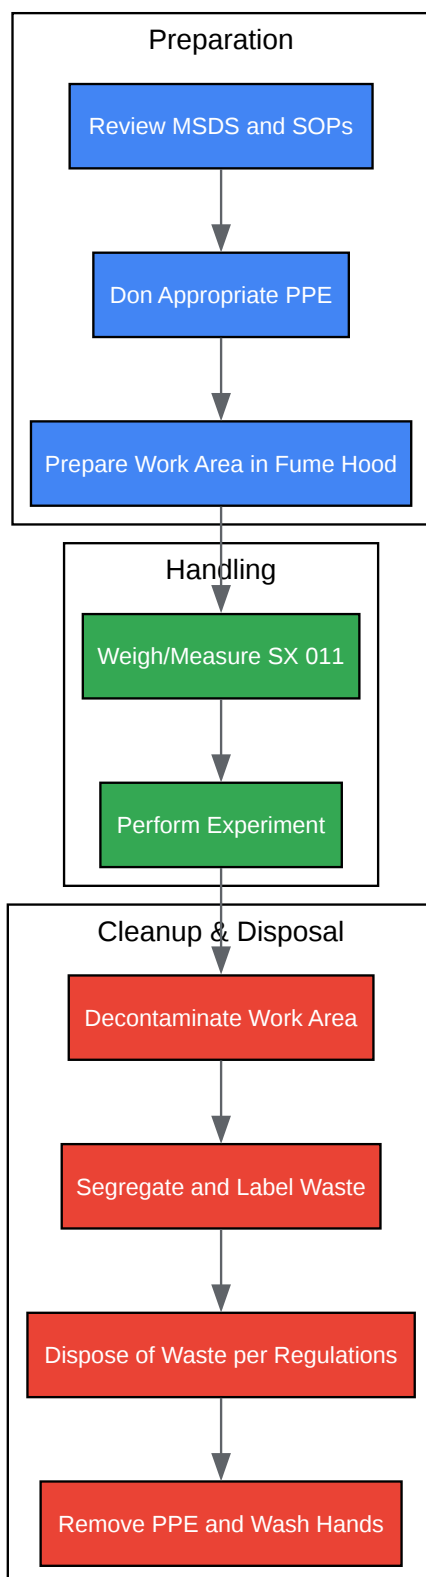 Preparation
Review MSDS and SOPs
Don Appropriate PPE
Prepare Work Area in Fume Hood
Handling
Weigh/Measure SX 011
Perform Experiment
Cleanup & Disposal
Decontaminate Work Area
Segregate and Label Waste
Dispose of Waste per Regulations
Remove PPE and Wash Hands